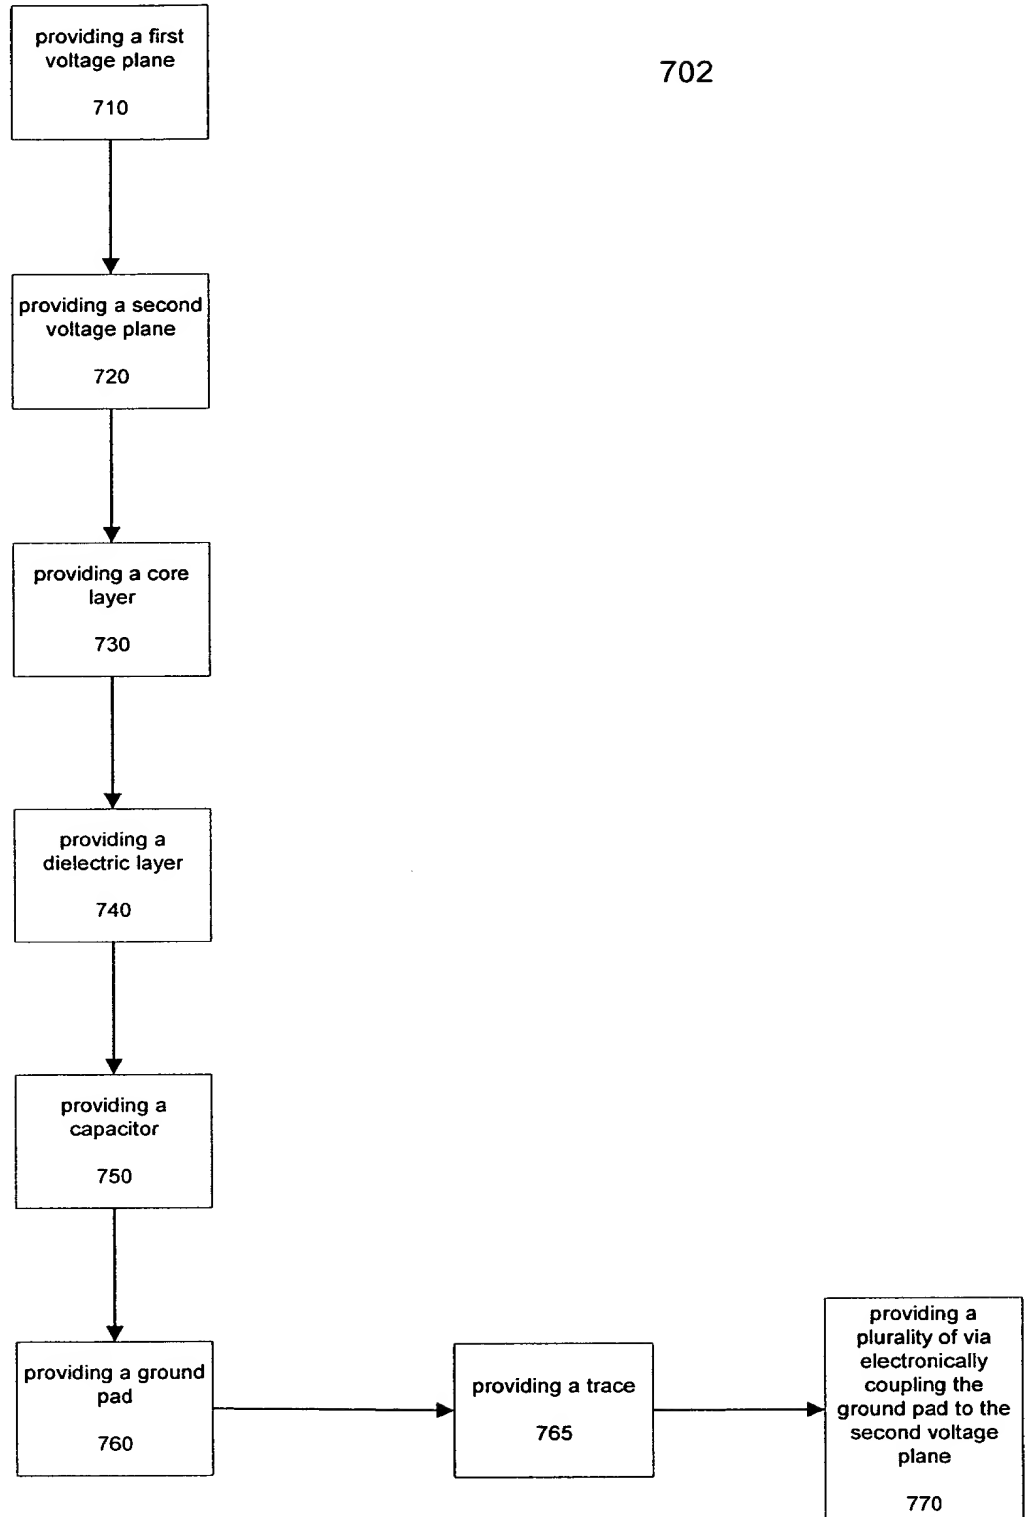 providing a first
voltage plane
710
702
providing a second
voltage plane
720
providing a core
layer
730
providing a
dielectric layer
740
providing a
capacitor
750
providing a ground
pad
760
providing a trace
765
providing a
plurality of via
electronically
coupling the
ground pad to the
second voltage
plane
770